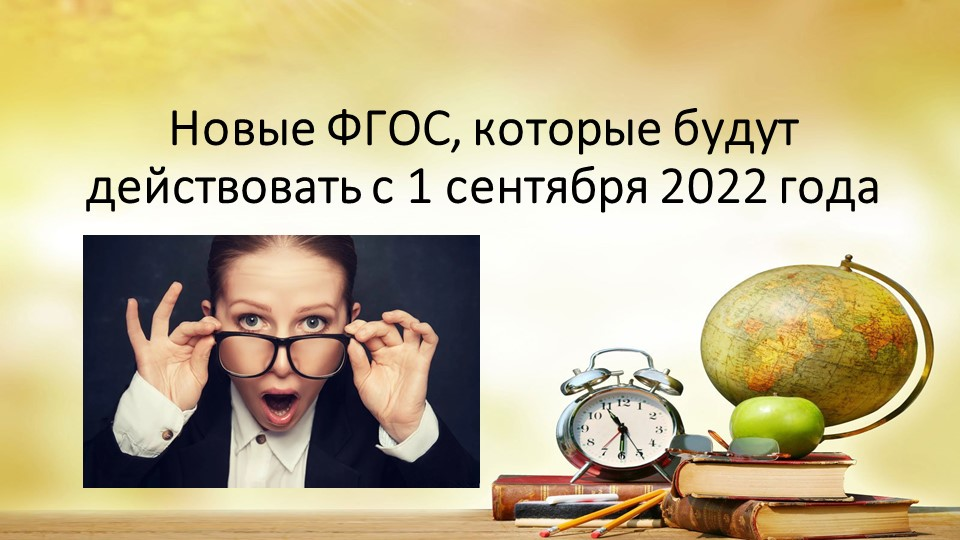 Новые ФГОС, которые будут
действовать с 1 сентября 2022 года